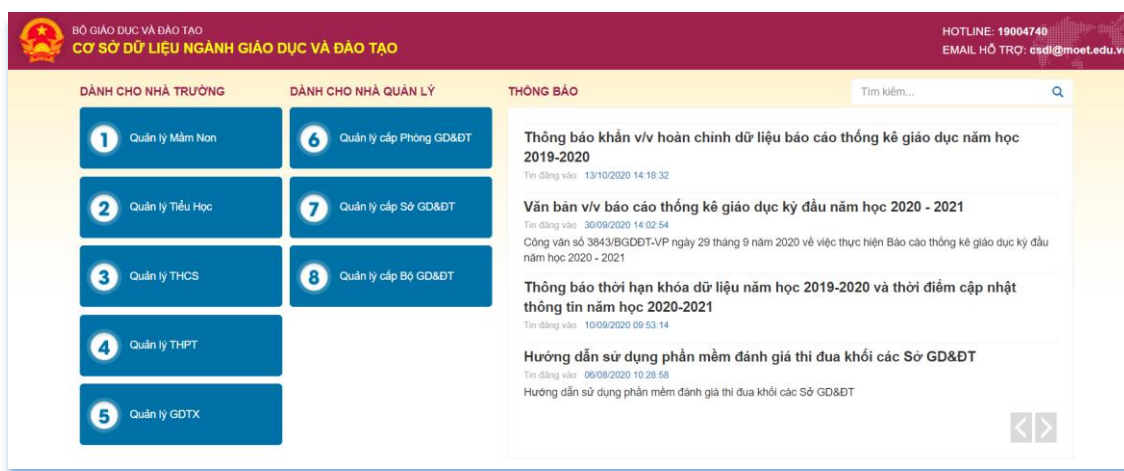 BỘ GIÁO DỤC VÀ ĐÀO TẠO
CƠ SỞ DỮ LIỆU NGÀNH GIÁO DỤC VÀ ĐÀO TẠO
HOTLINE: 19004740
EMAIL HỖ TRỢ: csdl@moet.edu.vn
DÀNH CHO NHÀ TRƯỜNG
1 Quản lý Mầm Non
2 Quản lý Tiểu Học
3 Quản lý THCS
4 Quản lý THPT
5 Quản lý GDTX
DÀNH CHO NHÀ QUẢN LÝ
6 Quản lý cấp Phòng GD&ĐT
7 Quản lý cấp Sở GD&ĐT
8 Quản lý cấp Bộ GD&ĐT
THÔNG BÁO
Tìm kiếm...
Thông báo khẩn v/v hoàn chỉnh dữ liệu báo cáo thống kê giáo dục năm học
2019-2020
Tin đăng vào 13/10/2020 14:18:32
Văn bản v/v báo cáo thống kê giáo dục kỳ đầu năm học 2020 - 2021
Tin đăng vào 30/09/2020 14:02:54
Công văn số 3843/BGDĐT-VP ngày 29 tháng 9 năm 2020 về việc thực hiện Báo cáo thống kê giáo dục kỳ đầu
năm học 2020 - 2021
Thông báo thời hạn khóa dữ liệu năm học 2019-2020 và thời điểm cập nhật
thông tin năm học 2020-2021
Tin đăng vào 10/09/2020 09:53:14
Hướng dẫn sử dụng phần mềm đánh giá thi đua khối các Sở GD&ĐT
Tin đăng vào 06/08/2020 10:28:58
Hướng dẫn sử dụng phần mềm đánh giá thi đua khối các Sở GD&ĐT